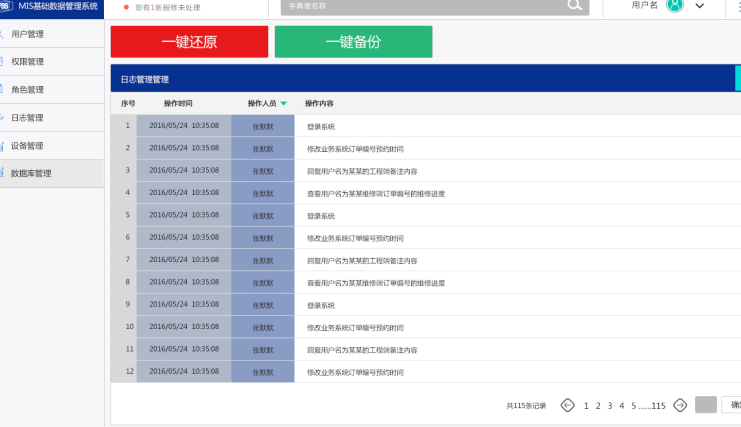 MIS基础数据管理系统
您有1新报修未处理
字典表名称
用户名
用户管理
权限管理
角色管理
日志管理
设备管理
数据库管理
一键还原 一键备份
日志管理管理
序号 操作时间 操作人员 操作内容
1 2016/05/24 10:35:08 张默默 登录系统
2 2016/05/24 10:35:08 张默默 修改业务系统订单编号预约时间
3 2016/05/24 10:35:08 张默默 回复用户名为某某的工程端备注内容
4 2016/05/24 10:35:08 张默默 查看用户名为某某维修端订单编号的维修进度
5 2016/05/24 10:35:08 张默默 登录系统
6 2016/05/24 10:35:08 张默默 修改业务系统订单编号预约时间
7 2016/05/24 10:35:08 张默默 回复用户名为某某的工程端备注内容
8 2016/05/24 10:35:08 张默默 查看用户名为某某维修端订单编号的维修进度
9 2016/05/24 10:35:08 张默默 登录系统
10 2016/05/24 10:35:08 张默默 修改业务系统订单编号预约时间
11 2016/05/24 10:35:08 张默默 回复用户名为某某的工程端备注内容
12 2016/05/24 10:35:08 张默默 修改业务系统订单编号预约时间
共115条记录 1 2 3 4 5......115